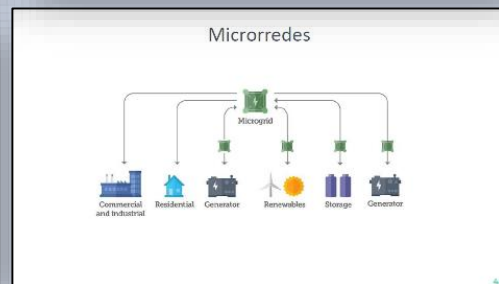 Microrredes
Microgrid
Commercial
and Industrial
Residential
Generator
Renewables
Storage
Generator